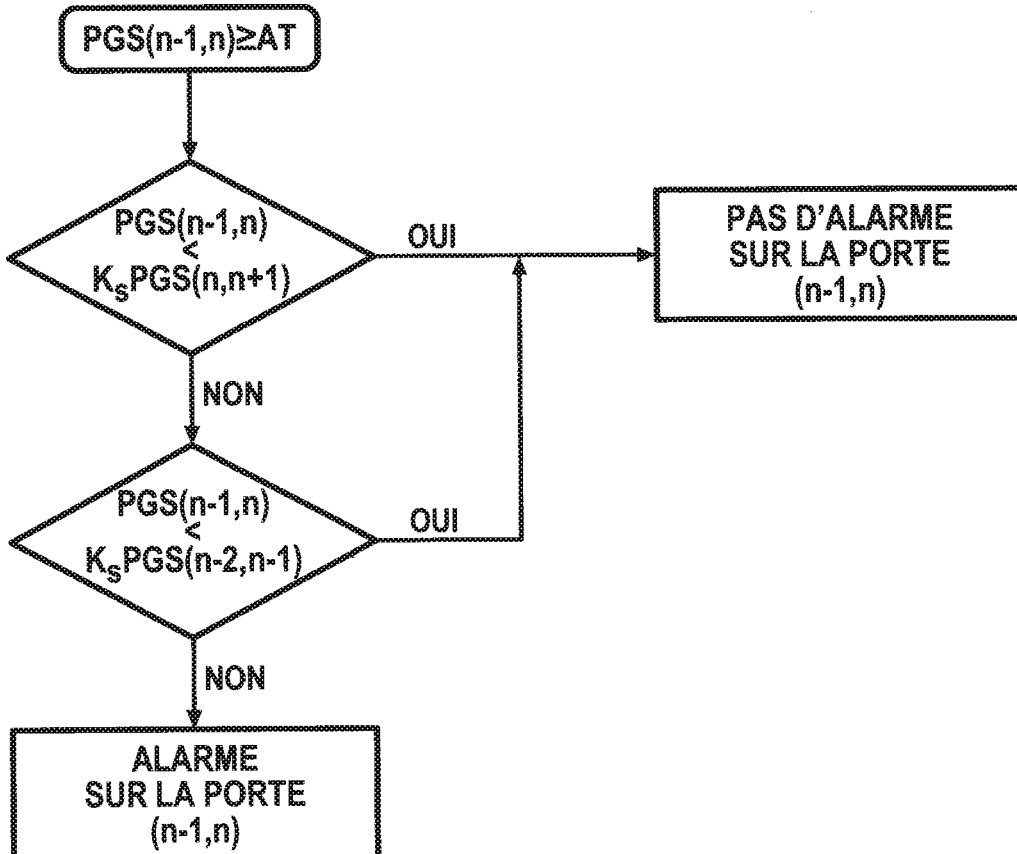 PGS(n-1,n)≥AT
PGS(n-1,n)
<
KsPGS(n,n+1)
OUI
PAS D'ALARME
SUR LA PORTE
(n-1,n)
NON
PGS(n-1,n)
<
KsPGS(n-2,n-1)
OUI
NON
ALARME
SUR LA PORTE
(n-1,n)